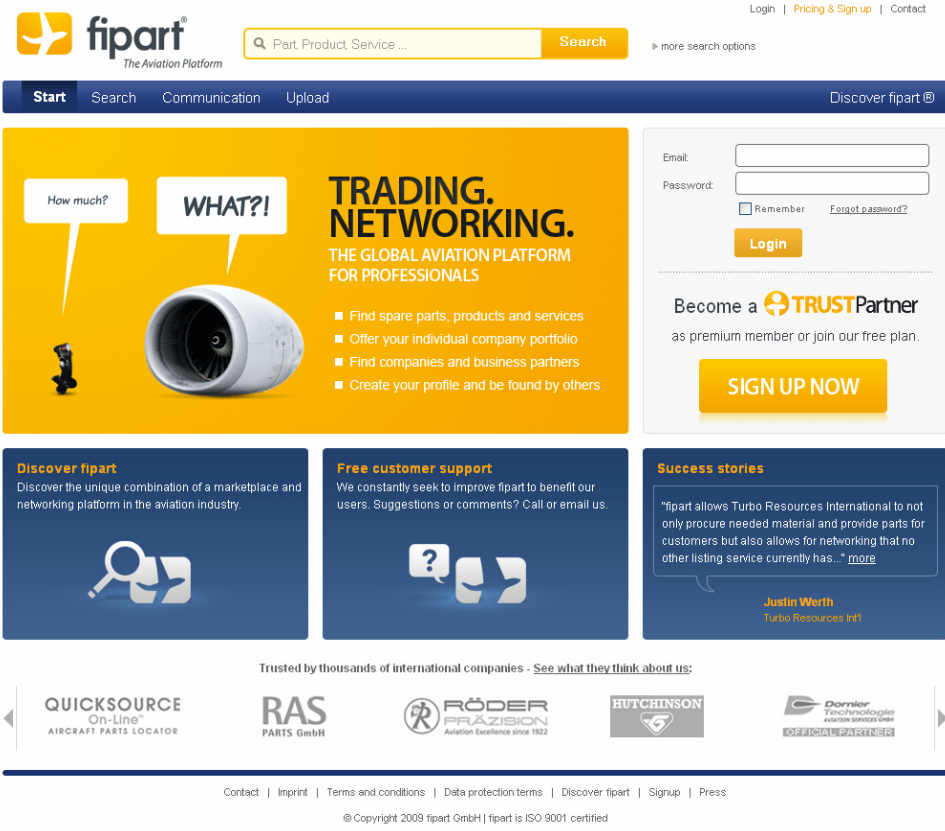 Login | Pricing & Sign up | Contact
fipart®
The Aviation Platform
Part, Product, Service ...
Search
more search options
Start Search Communication Upload Discover fipart ®
How much?
WHAT?!
TRADING.
NETWORKING.
THE GLOBAL AVIATION PLATFORM
FOR PROFESSIONALS
Find spare parts, products and services
Offer your individual company portfolio
Find companies and business partners
Create your profile and be found by others
Email:
Password:
Remember Forgot password?
Login
Become a TRUSTPartner
as premium member or join our free plan.
SIGN UP NOW
Discover fipart
Discover the unique combination of a marketplace and
networking platform in the aviation industry.
Free customer support
We constantly seek to improve fipart to benefit our
users. Suggestions or comments? Call or email us.
?
Success stories
"fipart allows Turbo Resources International to not
only procure needed material and provide parts for
customers but also allows for networking that no
other listing service currently has..." more
Justin Werth
Turbo Resources Int'l
Trusted by thousands of international companies - See what they think about us:
QUICKSOURCE
On-Line™
AIRCRAFT PARTS LOCATOR
RAS
PARTS GmbH
RÖDER
PRÄZISION
Aviation Excellence since 1922
HUTCHINSON
Dornier
Technologie
AVIATION SERVICES GMBH
OFFICIAL PARTNER
Contact | Imprint | Terms and conditions | Data protection terms | Discover fipart | Signup | Press
© Copyright 2009 fipart GmbH | fipart is ISO 9001 certified